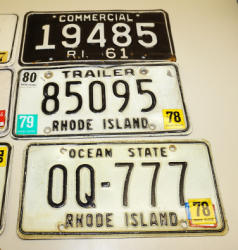 COMMERCIAL
19485
R.I. 61
80 TRAILER
85095
79 RHODE ISLAND 78
OCEAN STATE
OQ-777
RHODE ISLAND 78